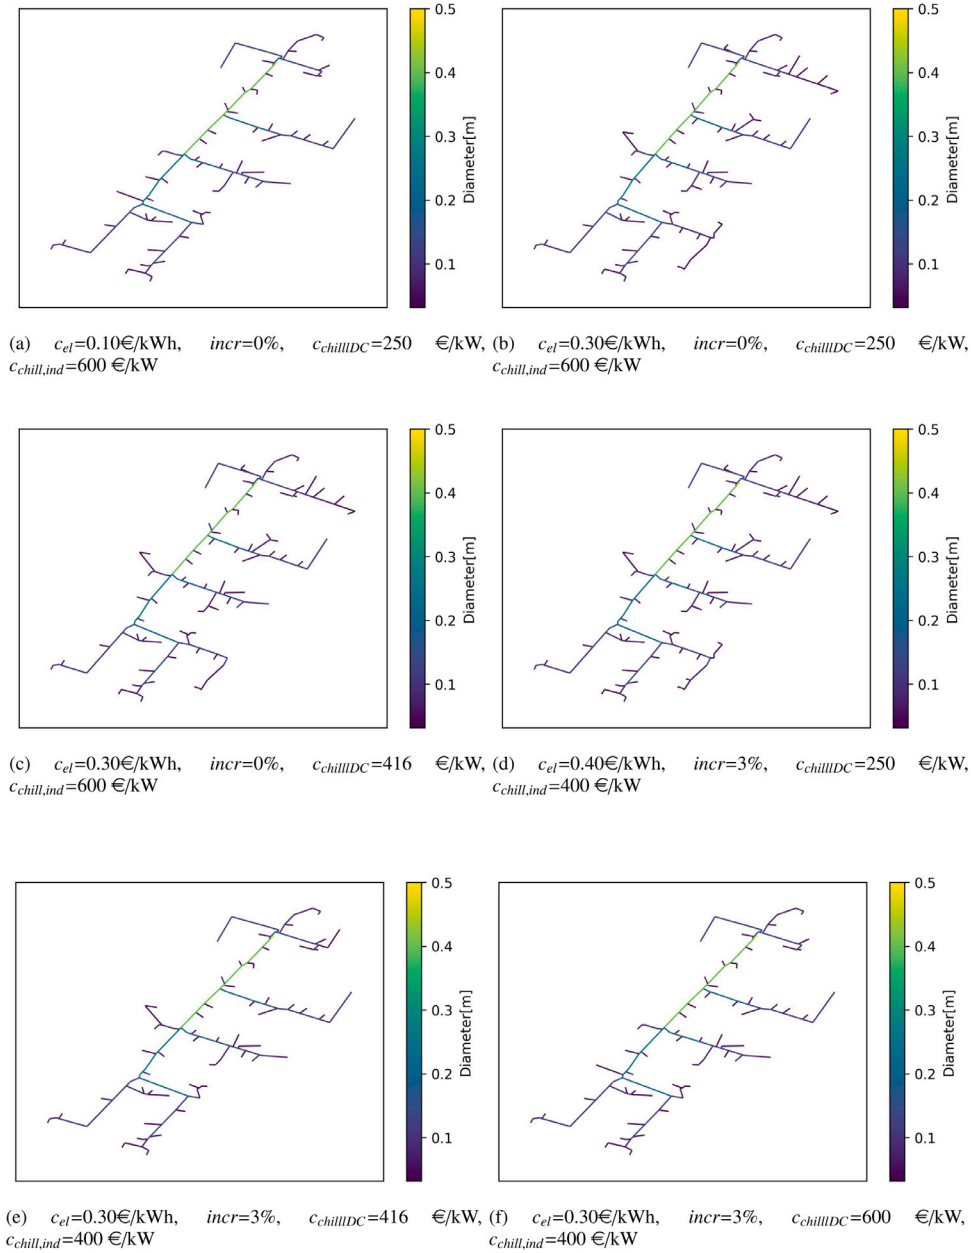 0.5
0.4
0.3
0.2
0.1
Diameter[m]
0.5
0.4
0.3
0.2
0.1
Diameter[m]
(a) c_el=0.10€/kWh, incr=0%, c_chilllDC=250 €/kW,
c_chill,ind=600 €/kW
(b) c_el=0.30€/kWh, incr=0%, c_chilllDC=250 €/kW,
c_chill,ind=600 €/kW
0.5
0.4
0.3
0.2
0.1
Diameter[m]
0.5
0.4
0.3
0.2
0.1
Diameter[m]
(c) c_el=0.30€/kWh, incr=0%, c_chilllDC=416 €/kW,
c_chill,ind=600 €/kW
(d) c_el=0.40€/kWh, incr=3%, c_chilllDC=250 €/kW,
c_chill,ind=400 €/kW
0.5
0.4
0.3
0.2
0.1
Diameter[m]
0.5
0.4
0.3
0.2
0.1
Diameter[m]
(e) c_el=0.30€/kWh, incr=3%, c_chilllDC=416 €/kW,
c_chill,ind=400 €/kW
(f) c_el=0.30€/kWh, incr=3%, c_chilllDC=600 €/kW,
c_chill,ind=400 €/kW